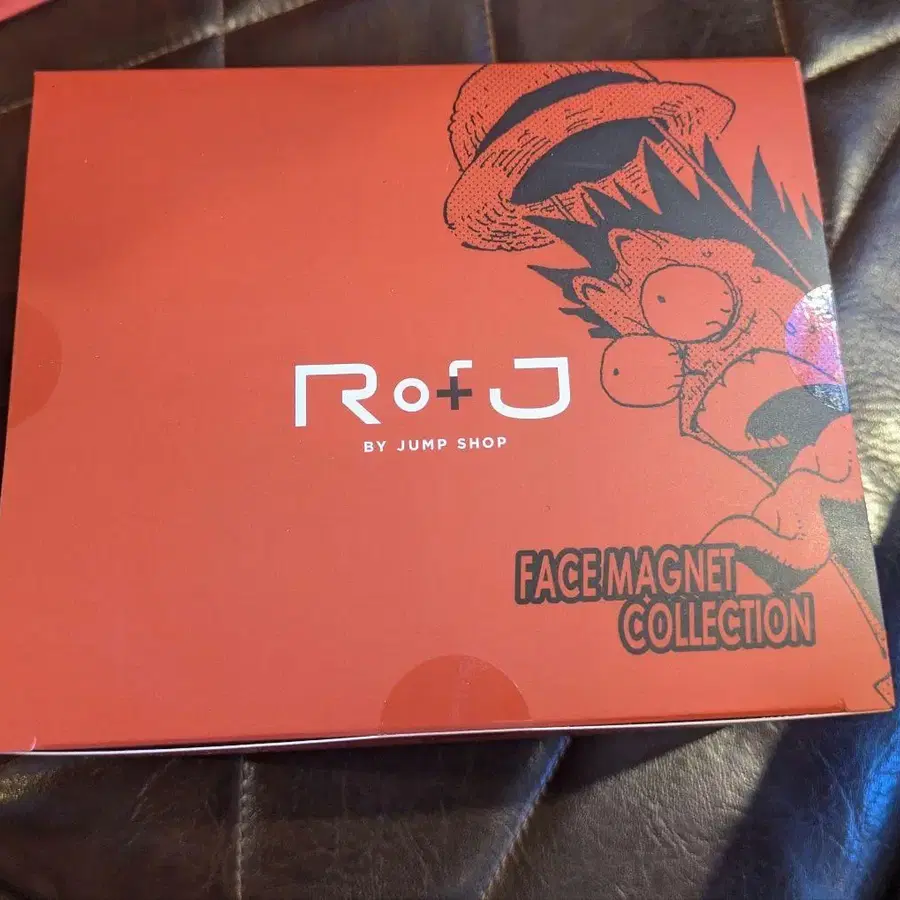 RofJ
BY JUMP SHOP
FACE MAGNET
COLLECTION